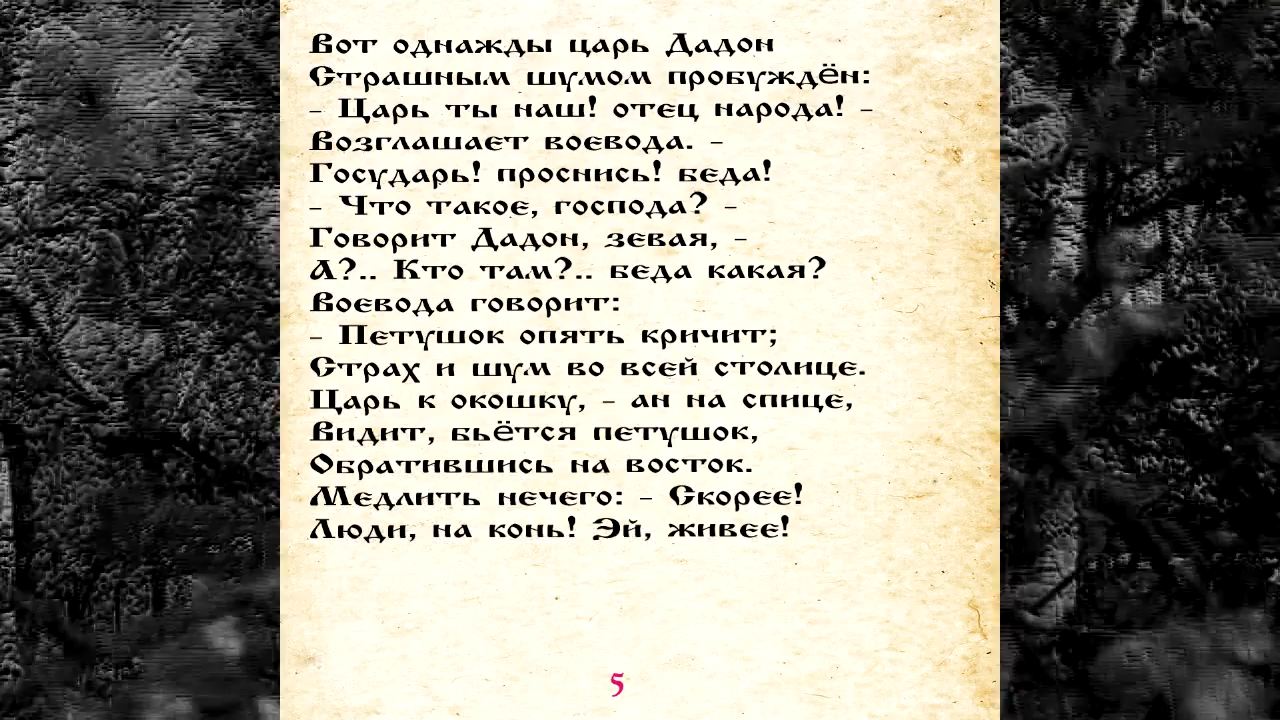 Вот однажды царь Дадон
Страшным шумом пробуждён:
– Царь ты наш! отец народа! –
Возглашает воевода. –
Государь! проснись! беда!
– Что такое, господа? –
Говорит Дадон, зевая, –
А?.. Кто там?.. беда какая?
Воевода говорит:
– Петушок опять кричит;
Страх и шум во всей столице.
Царь к окошку, – ан на спице,
Видит, бьётся петушок,
Обратившись на восток.
Медлить нечего: – Скорее!
Люди, на конь! Эй, живее!
5